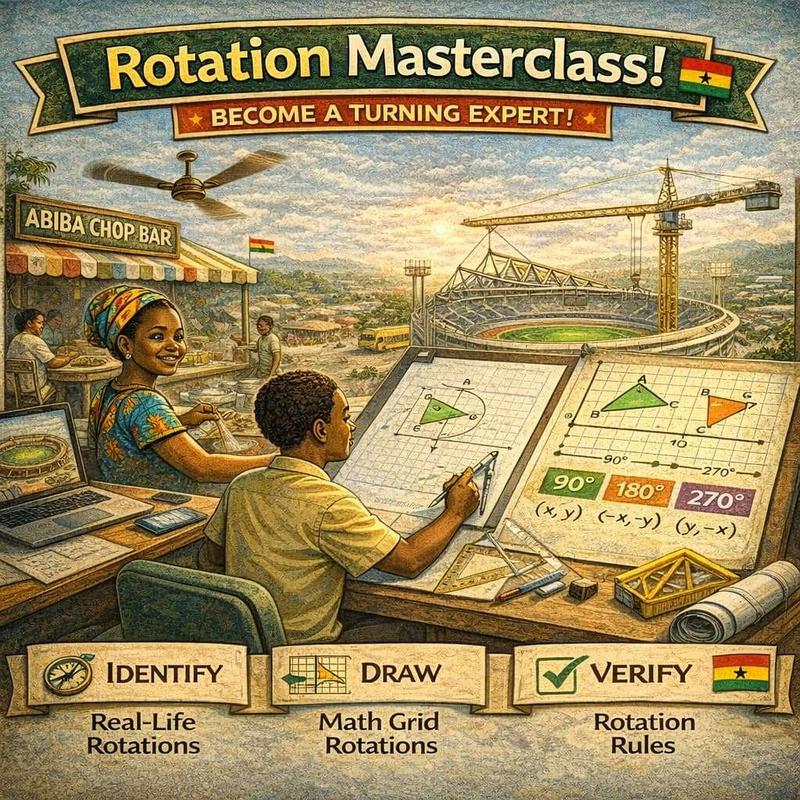 Rotation Masterclass!
BECOME A TURNING EXPERT!
ABIBA CHOP BAR
A
B
C
B
C
10
90°
270°
90°
180°
270°
(x, y)
(-x,-y)
(y,-x)
IDENTIFY
DRAW
VERIFY
Real-Life
Rotations
Math Grid
Rotations
Rotation
Rules